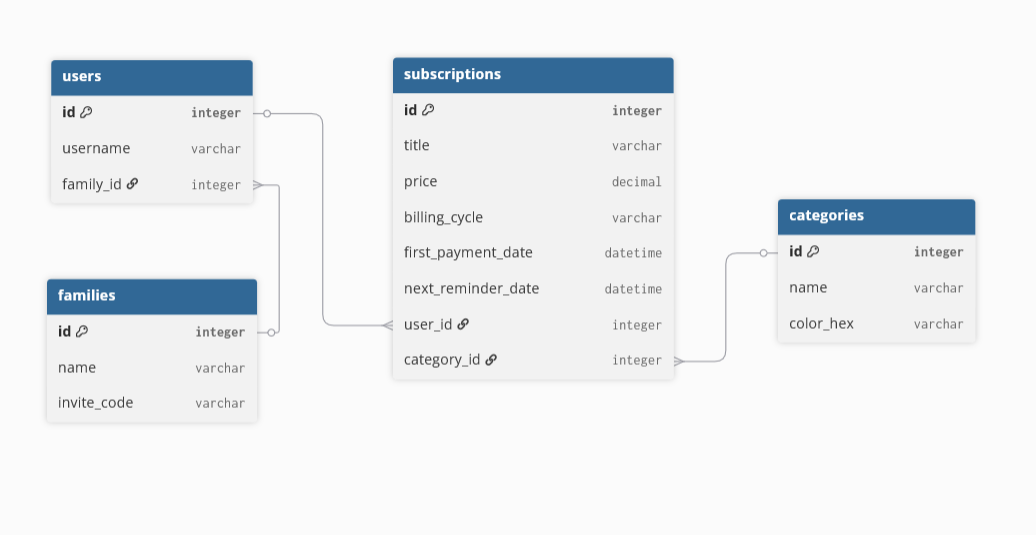 users
id integer
username varchar
family_id integer
families
id integer
name varchar
invite_code varchar
subscriptions
id integer
title varchar
price decimal
billing_cycle varchar
first_payment_date datetime
next_reminder_date datetime
user_id integer
category_id integer
categories
id integer
name varchar
color_hex varchar